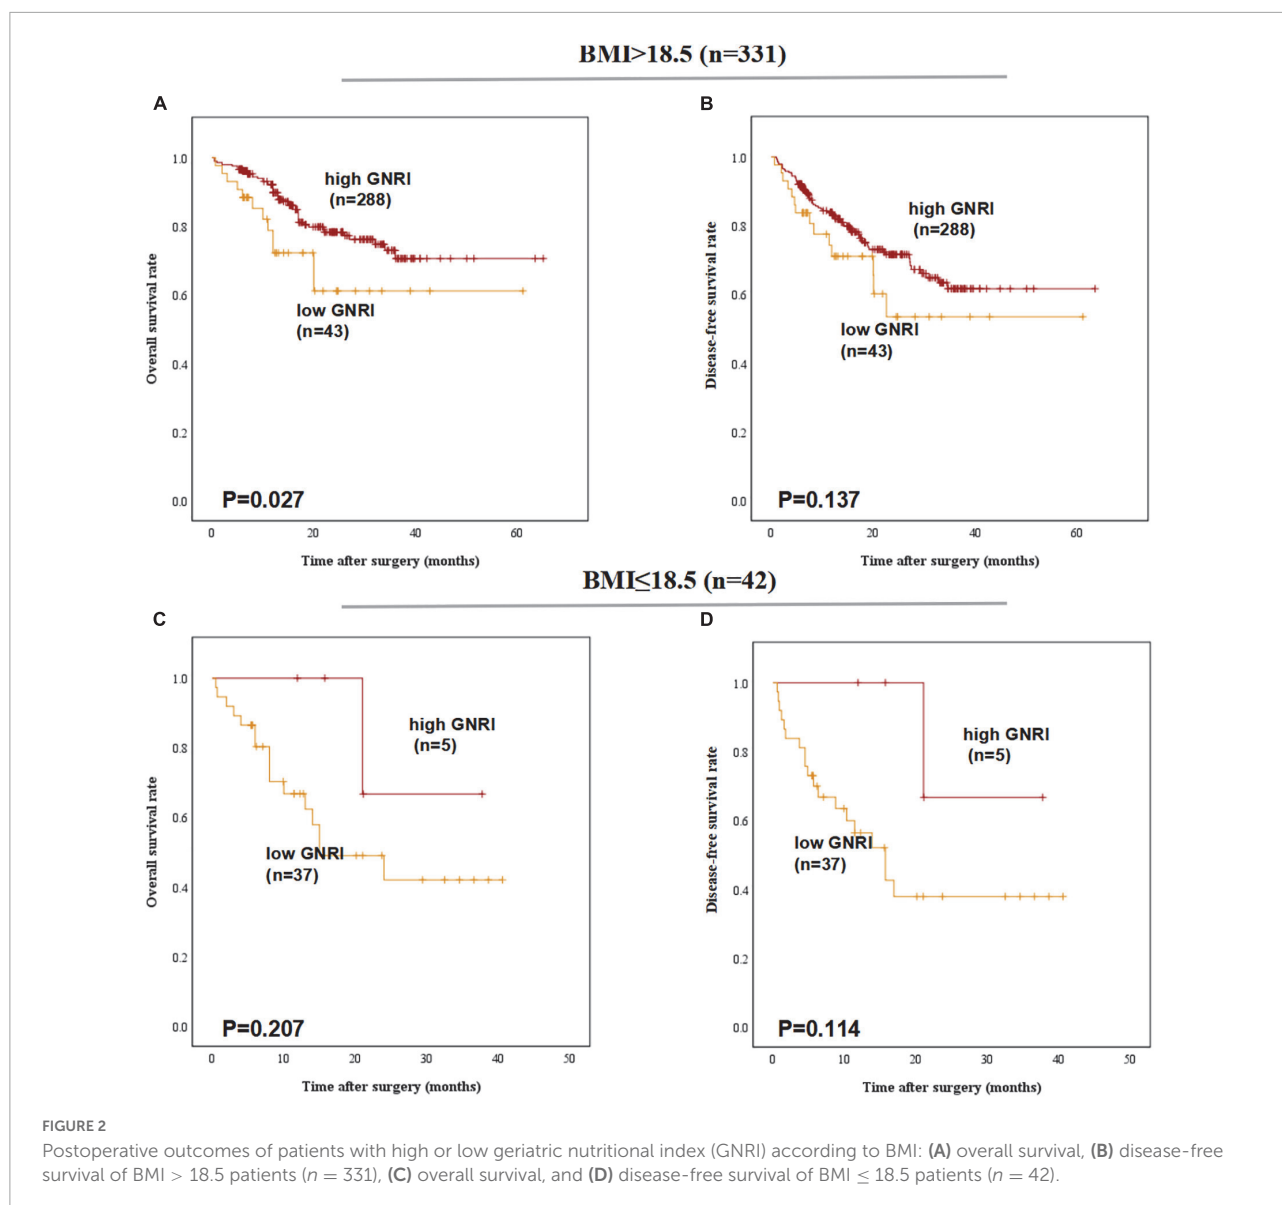 BMI>18.5 (n=331)
A
Overall survival rate
1.0
0.8
0.6
0.4
0.2
0.0
high GNRI
(n=288)
low GNRI
(n=43)
P=0.027
0 20 40 60
Time after surgery (months)
B
Disease-free survival rate
1.0
0.8
0.6
0.4
0.2
0.0
high GNRI
(n=288)
low GNRI
(n=43)
P=0.137
0 20 40 60
Time after surgery (months)
BMI≤18.5 (n=42)
C
Overall survival rate
1.0
0.8
0.6
0.4
0.2
0.0
high GNRI
(n=5)
low GNRI
(n=37)
P=0.207
0 10 20 30 40 50
Time after surgery (months)
D
Disease-free survival rate
1.0
0.8
0.6
0.4
0.2
0.0
high GNRI
(n=5)
low GNRI
(n=37)
P=0.114
0 10 20 30 40 50
Time after surgery (months)
FIGURE 2
Postoperative outcomes of patients with high or low geriatric nutritional index (GNRI) according to BMI: (A) overall survival, (B) disease-free
survival of BMI > 18.5 patients (n = 331), (C) overall survival, and (D) disease-free survival of BMI ≤ 18.5 patients (n = 42).